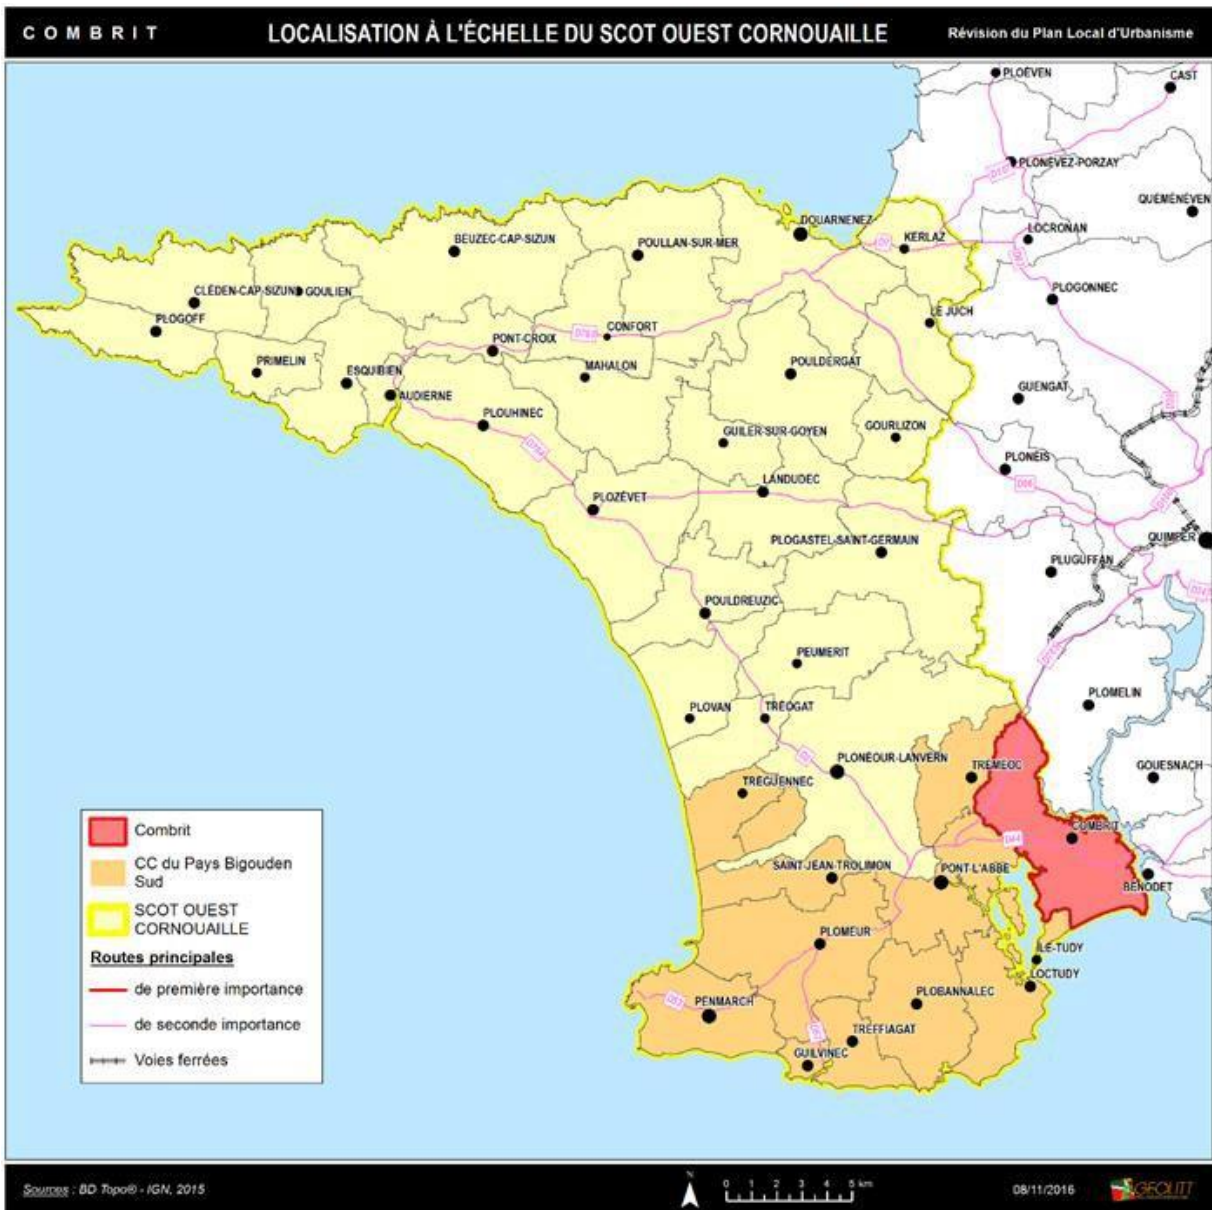 COMBRIT
LOCALISATION À L'ÉCHELLE DU SCOT OUEST CORNOUAILLE
Révision du Plan Local d'Urbanisme
PLOÉVEN
CAST
PLONÉVEZ-PORZAY
QUÉMÉNÉVEN
DOUARNENEZ
LOCRONAN
KERLAZ
D7
BEUZEC-CAP-SIZUN
POULLAN-SUR-MER
CLÉDEN-CAP-SIZUN
GOULIEN
PLOGONNEC
PLOGOFF
LE JUCH
CONFORT
PONT-CROIX
PRIMELIN
ESQUIBIEN
MAHALON
POULDERGAT
AUDIERNE
GUENGAT
PLOUHINEC
GUILER-SUR-GOYEN
GOURLIZON
D784
PLONÉIS
LANDUDEC
PLOZÉVET
PLOGASTEL-SAINT-GERMAIN
QUIMPER
PLUGUFFAN
POULDREUZIC
PEUMERIT
D785
PLOVAN
TRÉOGAT
PLOMELIN
PLONÉOUR-LANVERN
TRÉMÉOC
GOUESNACH
TRÉGUENNEC
COMBRIT
D44
SAINT-JEAN-TROLIMON
PONT-L'ABBÉ
BÉNODET
PLOMEUR
ÎLE-TUDY
LOCTUDY
PENMARCH
PLOBANNALEC
TREFFIAGAT
GUILVINEC
Combrit
CC du Pays Bigouden
Sud
SCOT OUEST
CORNOUAILLE
Routes principales
de première importance
de seconde importance
Voies ferrées
Sources : BD Topo® - IGN, 2015
N
0 1 2 3 4 5 km
08/11/2016
GEOLITT